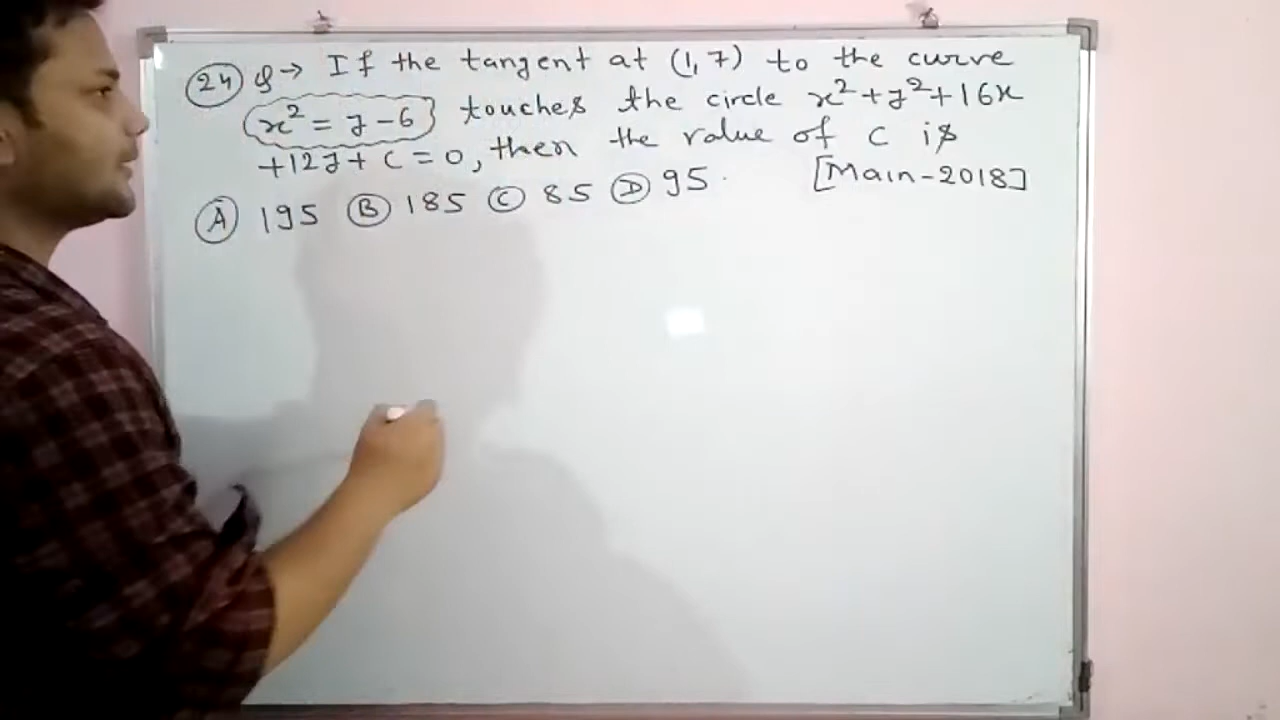 24 Q→ If the tangent at (1,7) to the curve
x² = y - 6 touches the circle x² + y² + 16x
+ 12y + c = 0, then the value of c is
[Main-2018]
A 195 B 185 C 85 D 95.